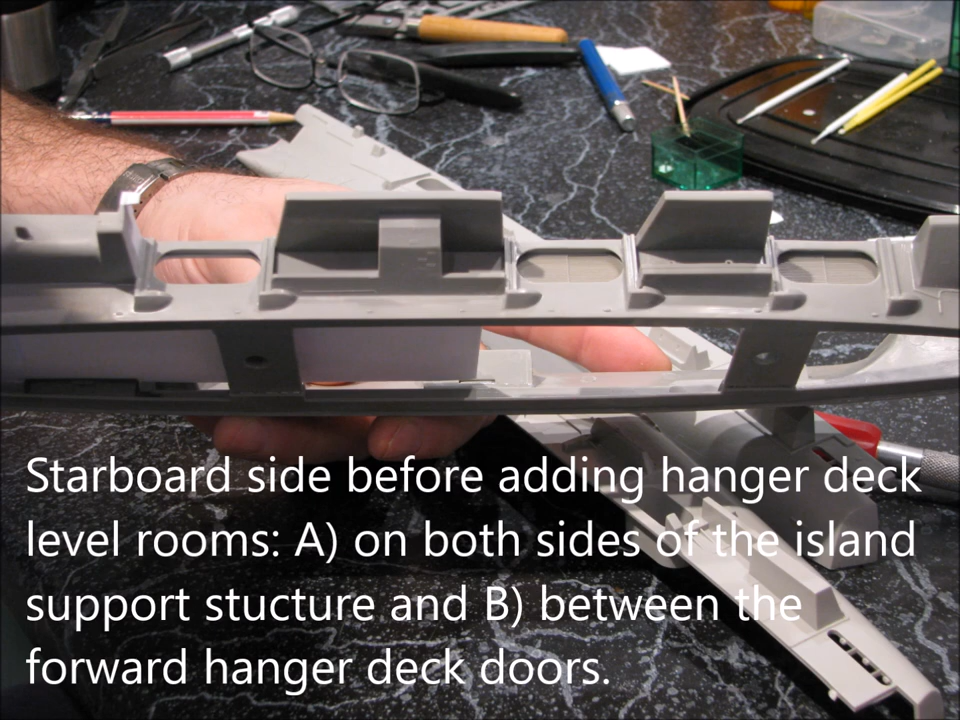 Starboard side before adding hanger deck
level rooms: A) on both sides of the island
support stucture and B) between the
forward hanger deck doors.